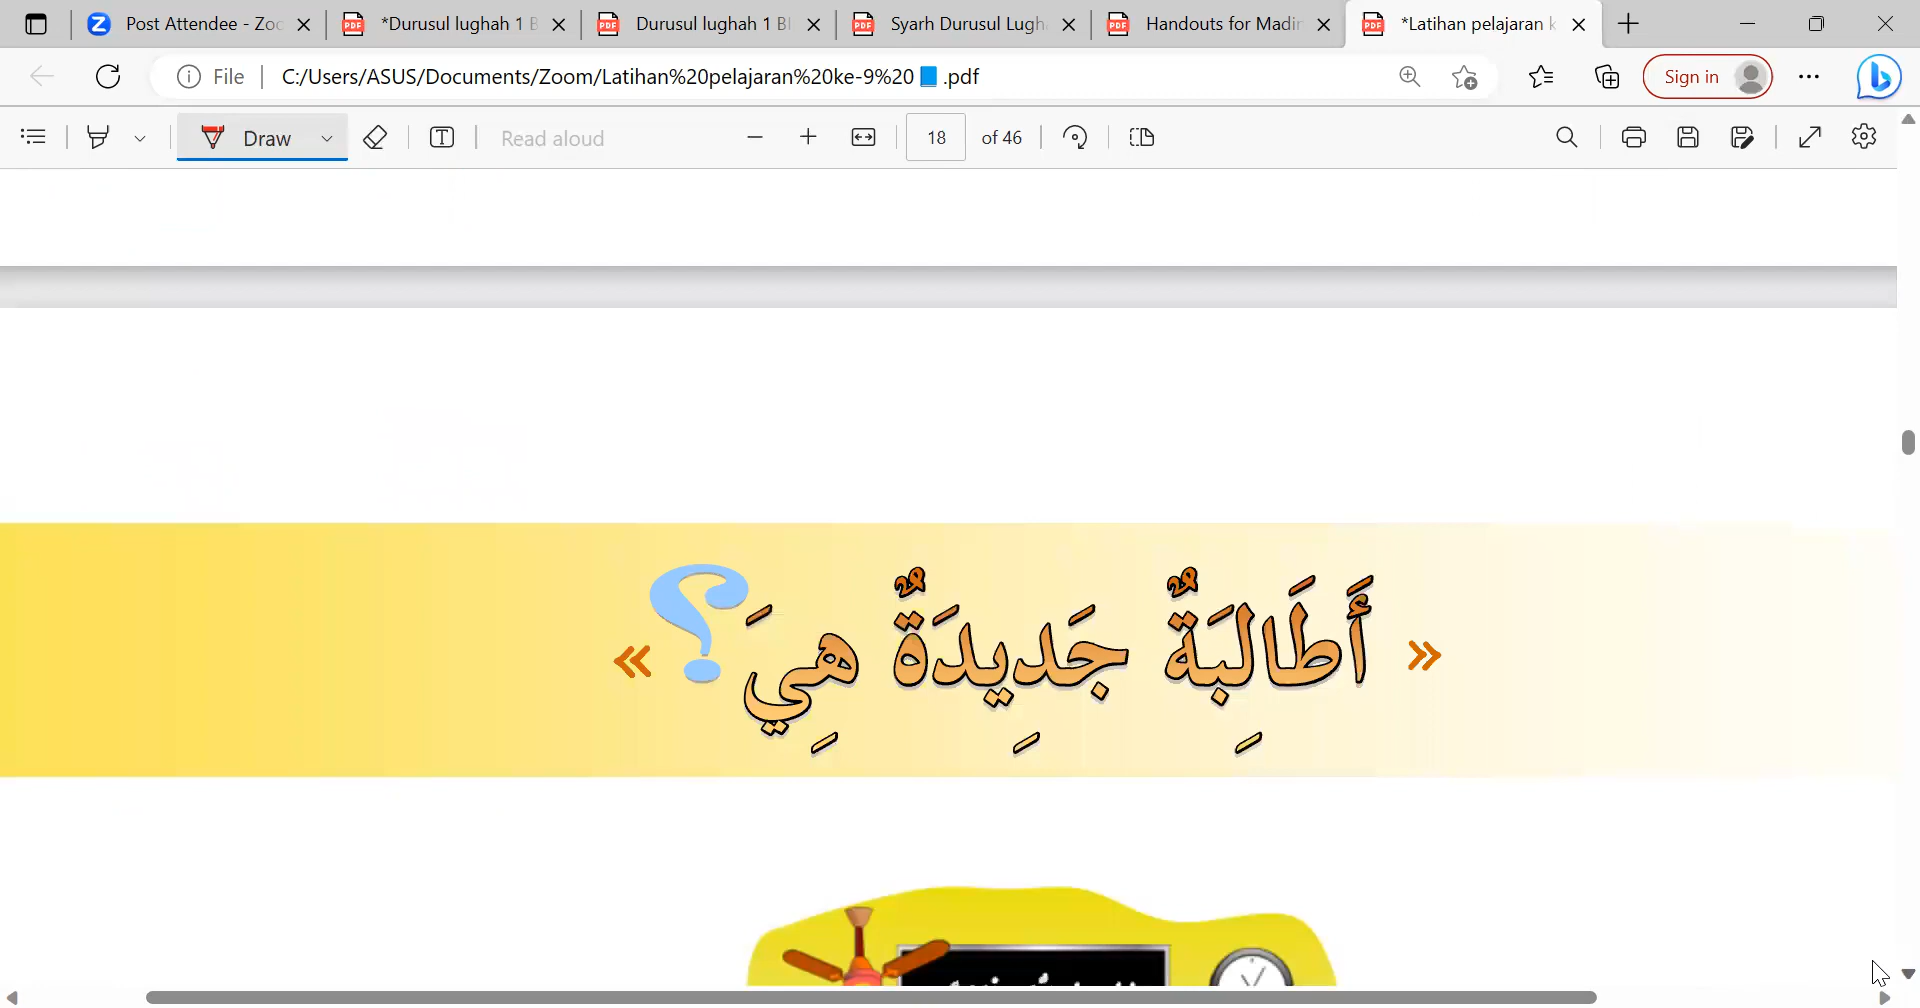 Post Attendee - Zoo
*Durusul lughah 1 B
Durusul lughah 1 Bl
Syarh Durusul Lugh
Handouts for Madin
*Latihan pelajaran k
File
C:/Users/ASUS/Documents/Zoom/Latihan%20pelajaran%20ke-9%20📘.pdf
Sign in
Draw
Read aloud
18 of 46
« أَطَالِبَةٌ جَدِيدَةٌ هِيَ؟ »